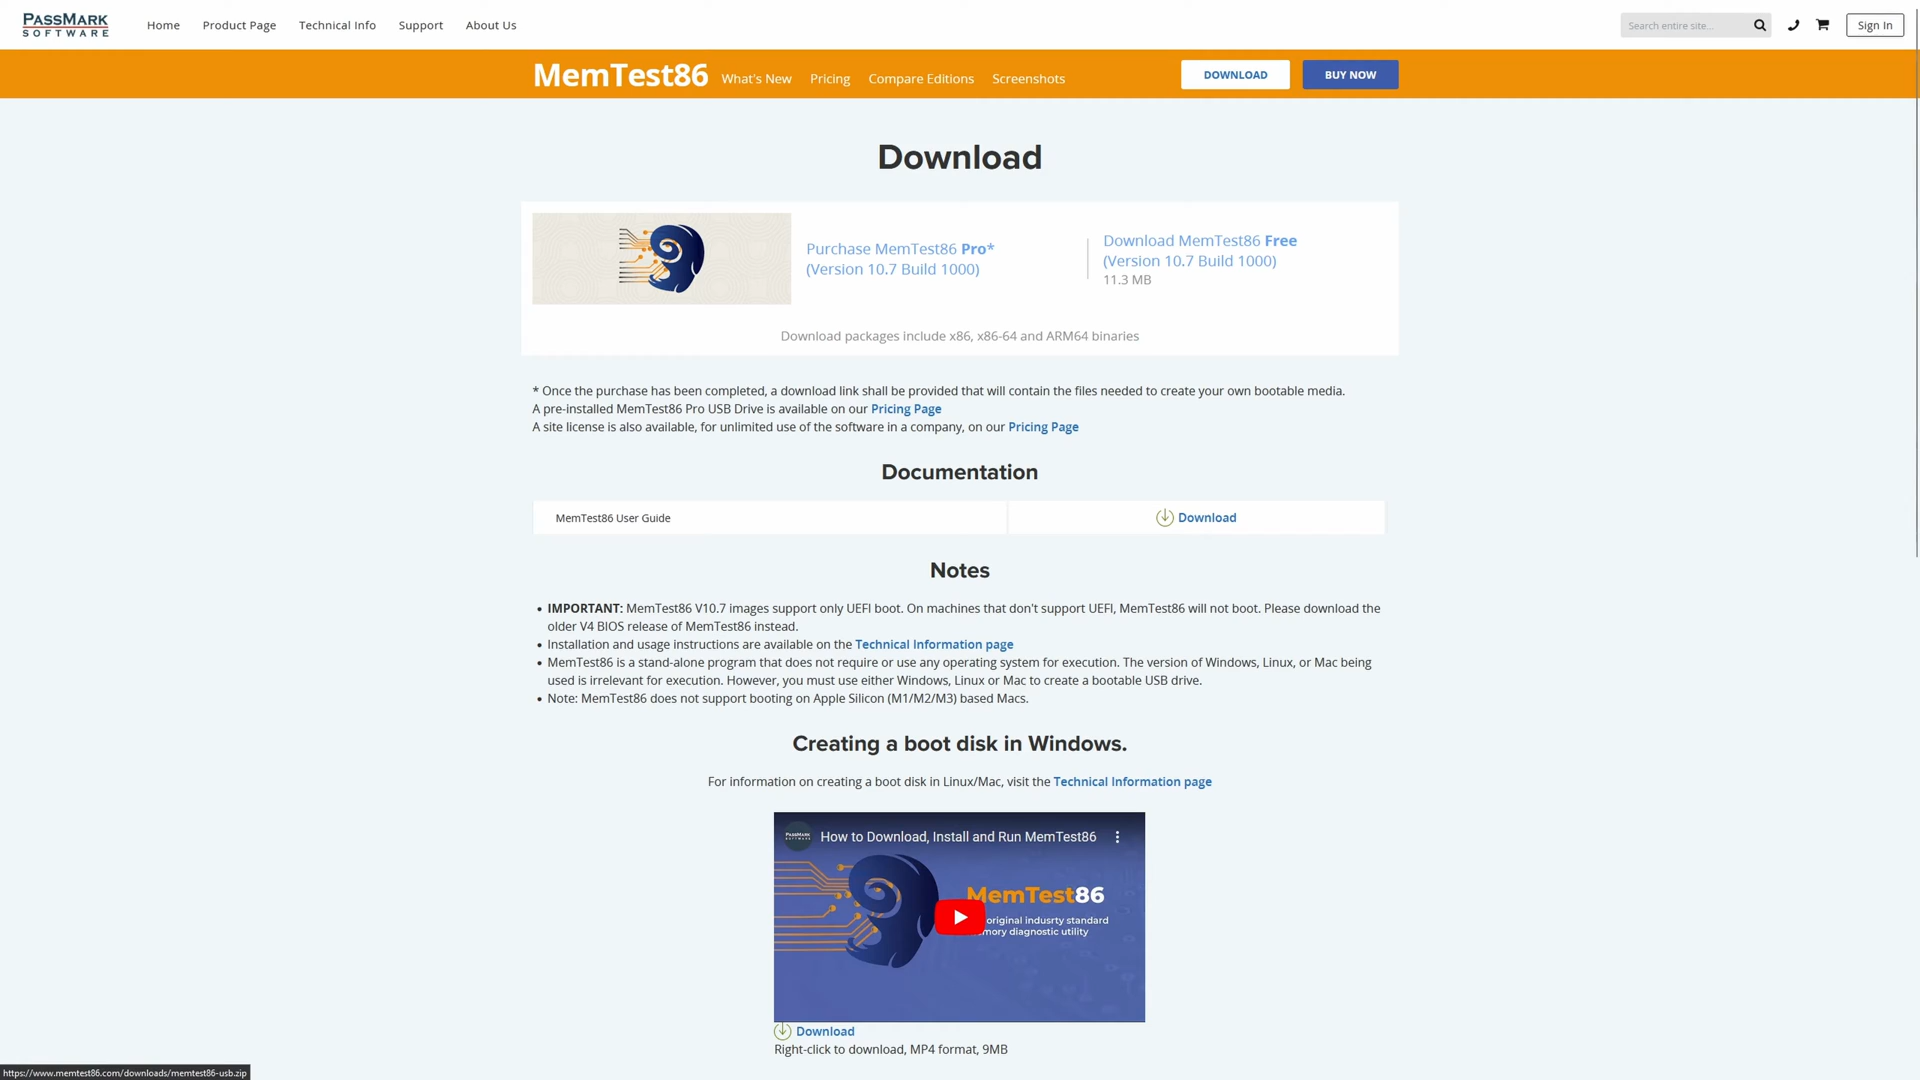 PASSMARK
SOFTWARE
Home
Product Page
Technical Info
Support
About Us
Search entire site...
Sign In
MemTest86
What's New
Pricing
Compare Editions
Screenshots
DOWNLOAD
BUY NOW
Download
Purchase MemTest86 Pro*
(Version 10.7 Build 1000)
Download MemTest86 Free
(Version 10.7 Build 1000)
11.3 MB
Download packages include x86, x86-64 and ARM64 binaries
* Once the purchase has been completed, a download link shall be provided that will contain the files needed to create your own bootable media.
A pre-installed MemTest86 Pro USB Drive is available on our Pricing Page
A site license is also available, for unlimited use of the software in a company, on our Pricing Page
Documentation
MemTest86 User Guide
Download
Notes
• IMPORTANT: MemTest86 V10.7 images support only UEFI boot. On machines that don't support UEFI, MemTest86 will not boot. Please download the
older V4 BIOS release of MemTest86 instead.
• Installation and usage instructions are available on the Technical Information page
• MemTest86 is a stand-alone program that does not require or use any operating system for execution. The version of Windows, Linux, or Mac being
used is irrelevant for execution. However, you must use either Windows, Linux or Mac to create a bootable USB drive.
• Note: MemTest86 does not support booting on Apple Silicon (M1/M2/M3) based Macs.
Creating a boot disk in Windows.
For information on creating a boot disk in Linux/Mac, visit the Technical Information page
PASSMARK
SOFTWARE
How to Download, Install and Run MemTest86
MemTest86
original indusrty standard
diagnostic utility
Download
Right-click to download, MP4 format, 9MB
https://www.memtest86.com/downloads/memtest86-usb.zip